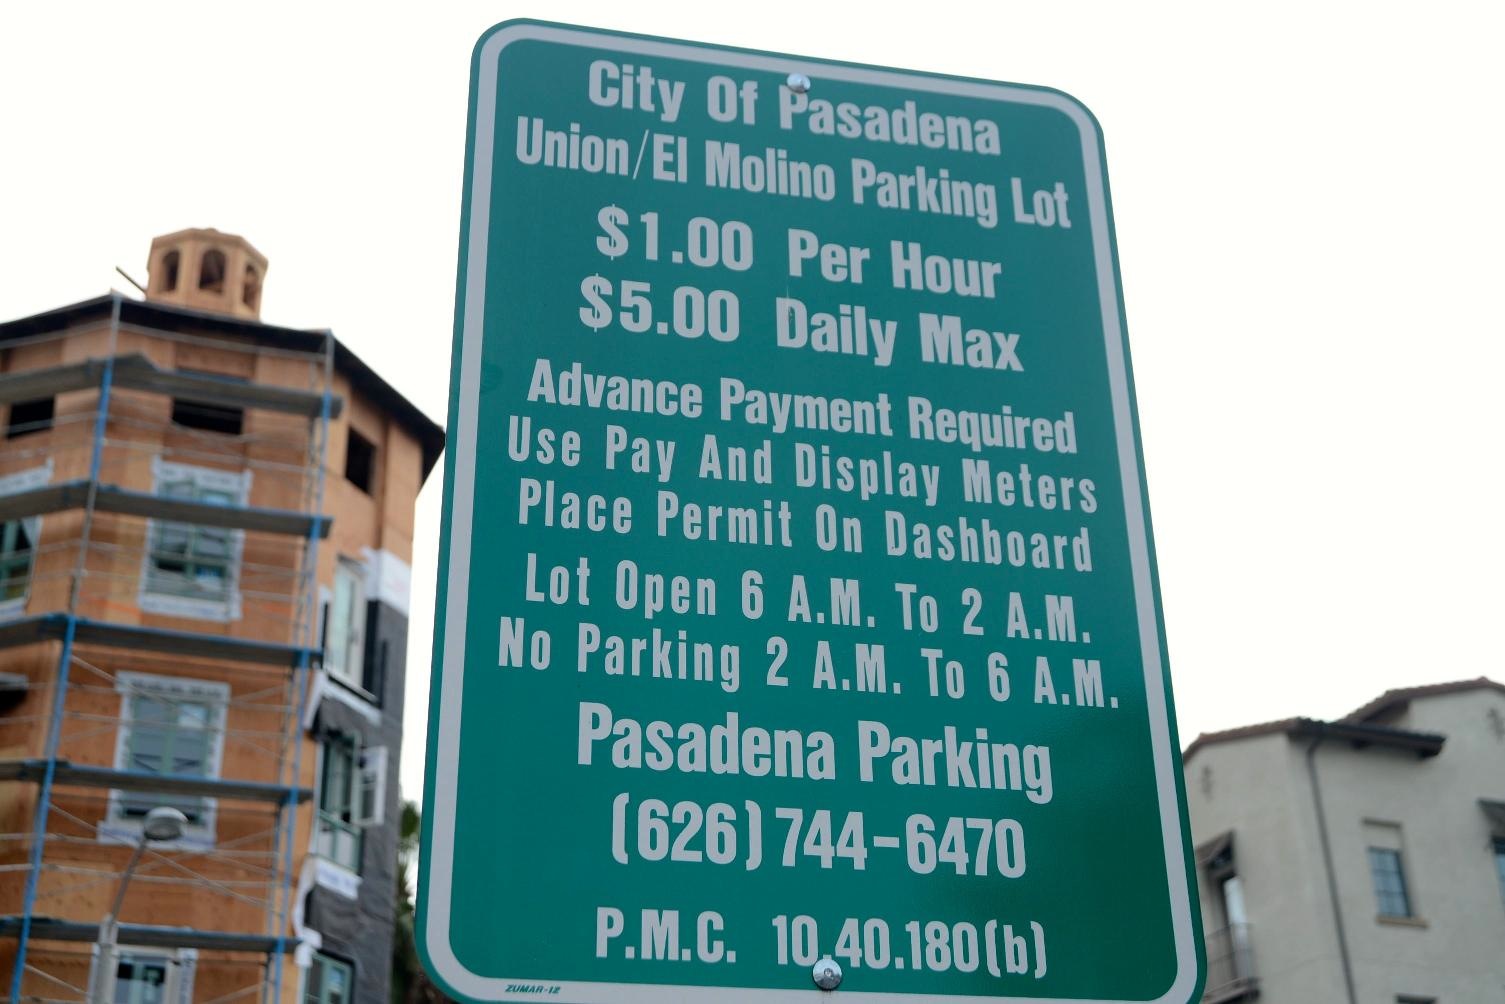 City Of Pasadena
Union/El Molino Parking Lot
$1.00 Per Hour
$5.00 Daily Max
Advance Payment Required
Use Pay And Display Meters
Place Permit On Dashboard
Lot Open 6 A.M. To 2 A.M.
No Parking 2 A.M. To 6 A.M.
Pasadena Parking
(626) 744-6470
P.M.C. 10.40.180(b)
ZUMAR-12